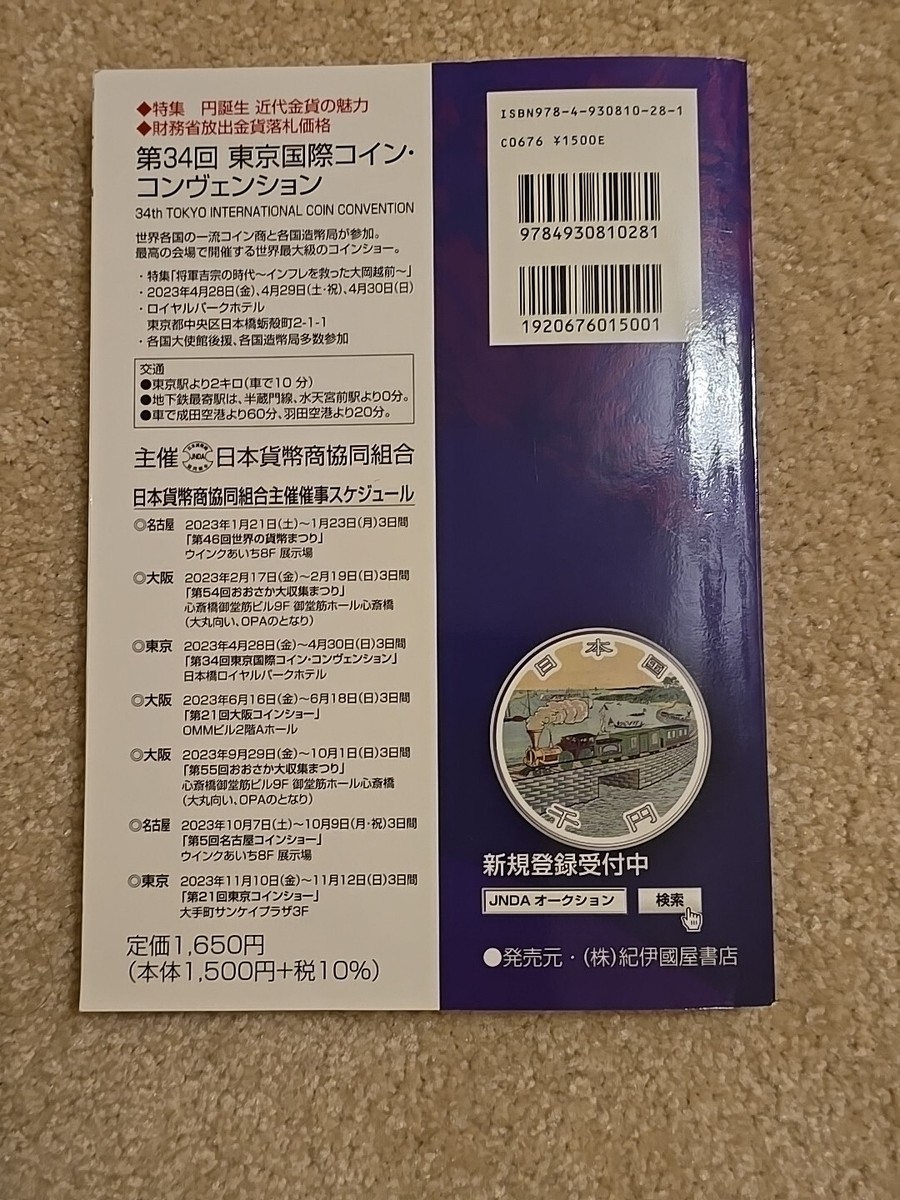 ◆特集 円誕生 近代金貨の魅力
◆財務省放出金貨落札価格
第34回 東京国際コイン・
コンヴェンション
34th TOKYO INTERNATIONAL COIN CONVENTION
世界各国の一流コイン商と各国造幣局が参加。
最高の会場で開催する世界最大級のコインショー。
・特集「将軍吉宗の時代〜インフレを救った大岡越前〜」
・2023年4月28日(金)、4月29日(土・祝)、4月30日(日)
・ロイヤルパークホテル
東京都中央区日本橋蛎殻町2-1-1
・各国大使館後援、各国造幣局多数参加
交通
●東京駅より2キロ(車で10分)
●地下鉄最寄駅は、半蔵門線、水天宮前駅より0分。
●車で成田空港より60分、羽田空港より20分。
主催 JNDA 日本貨幣商協同組合
日本貨幣商協同組合主催催事スケジュール
◎名古屋 2023年1月21日(土)〜1月23日(月)3日間
「第46回世界の貨幣まつり」
ウインクあいち8F 展示場
◎大阪 2023年2月17日(金)〜2月19日(日)3日間
「第54回おおさか大収集まつり」
心斎橋御堂筋ビル9F 御堂筋ホール心斎橋
(大丸向い、OPAのとなり)
◎東京 2023年4月28日(金)〜4月30日(日)3日間
「第34回東京国際コイン・コンヴェンション」
日本橋ロイヤルパークホテル
◎大阪 2023年6月16日(金)〜6月18日(日)3日間
「第21回大阪コインショー」
OMMビル2階Aホール
◎大阪 2023年9月29日(金)〜10月1日(日)3日間
「第55回おおさか大収集まつり」
心斎橋御堂筋ビル9F 御堂筋ホール心斎橋
(大丸向い、OPAのとなり)
◎名古屋 2023年10月7日(土)〜10月9日(月・祝)3日間
「第5回名古屋コインショー」
ウインクあいち8F 展示場
◎東京 2023年11月10日(金)〜11月12日(日)3日間
「第21回東京コインショー」
大手町サンケイプラザ3F
定価1,650円
(本体1,500円+税10%)
ISBN978-4-930810-28-1
C0676 ¥1500E
9784930810281
1920676015001
日本国
千円
新規登録受付中
JNDA オークション 検索
●発売元・(株)紀伊國屋書店